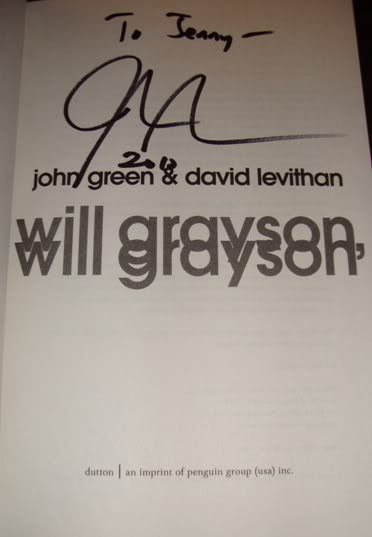 To Jenny —
john green & david levithan
will grayson,
will grayson
dutton | an imprint of penguin group (usa) inc.